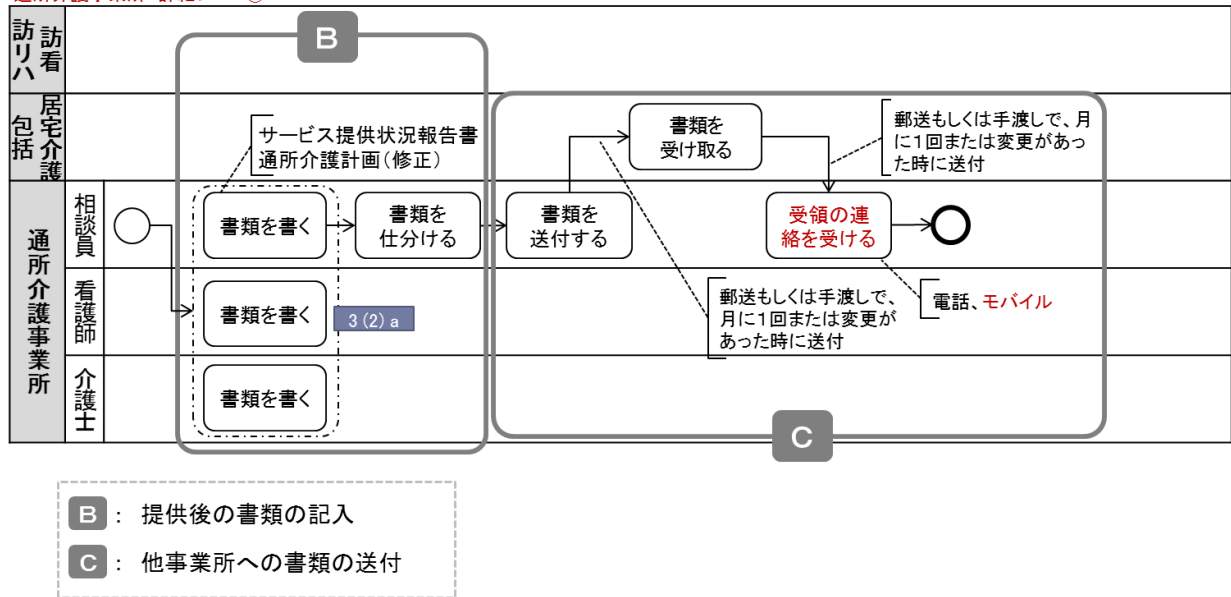 B
訪看
訪リハ
居宅介護
包括
サービス提供状況報告書
通所介護計画(修正)
書類を
受け取る
郵送もしくは手渡しで、月
に1回または変更があっ
た時に送付
通所介護事業所
相談員
書類を書く
書類を
仕分ける
書類を
送付する
受領の連
絡を受ける
看護師
書類を書く
3(2)a
郵送もしくは手渡しで、
月に1回または変更が
あった時に送付
電話、モバイル
介護士
書類を書く
C
B : 提供後の書類の記入
C : 他事業所への書類の送付